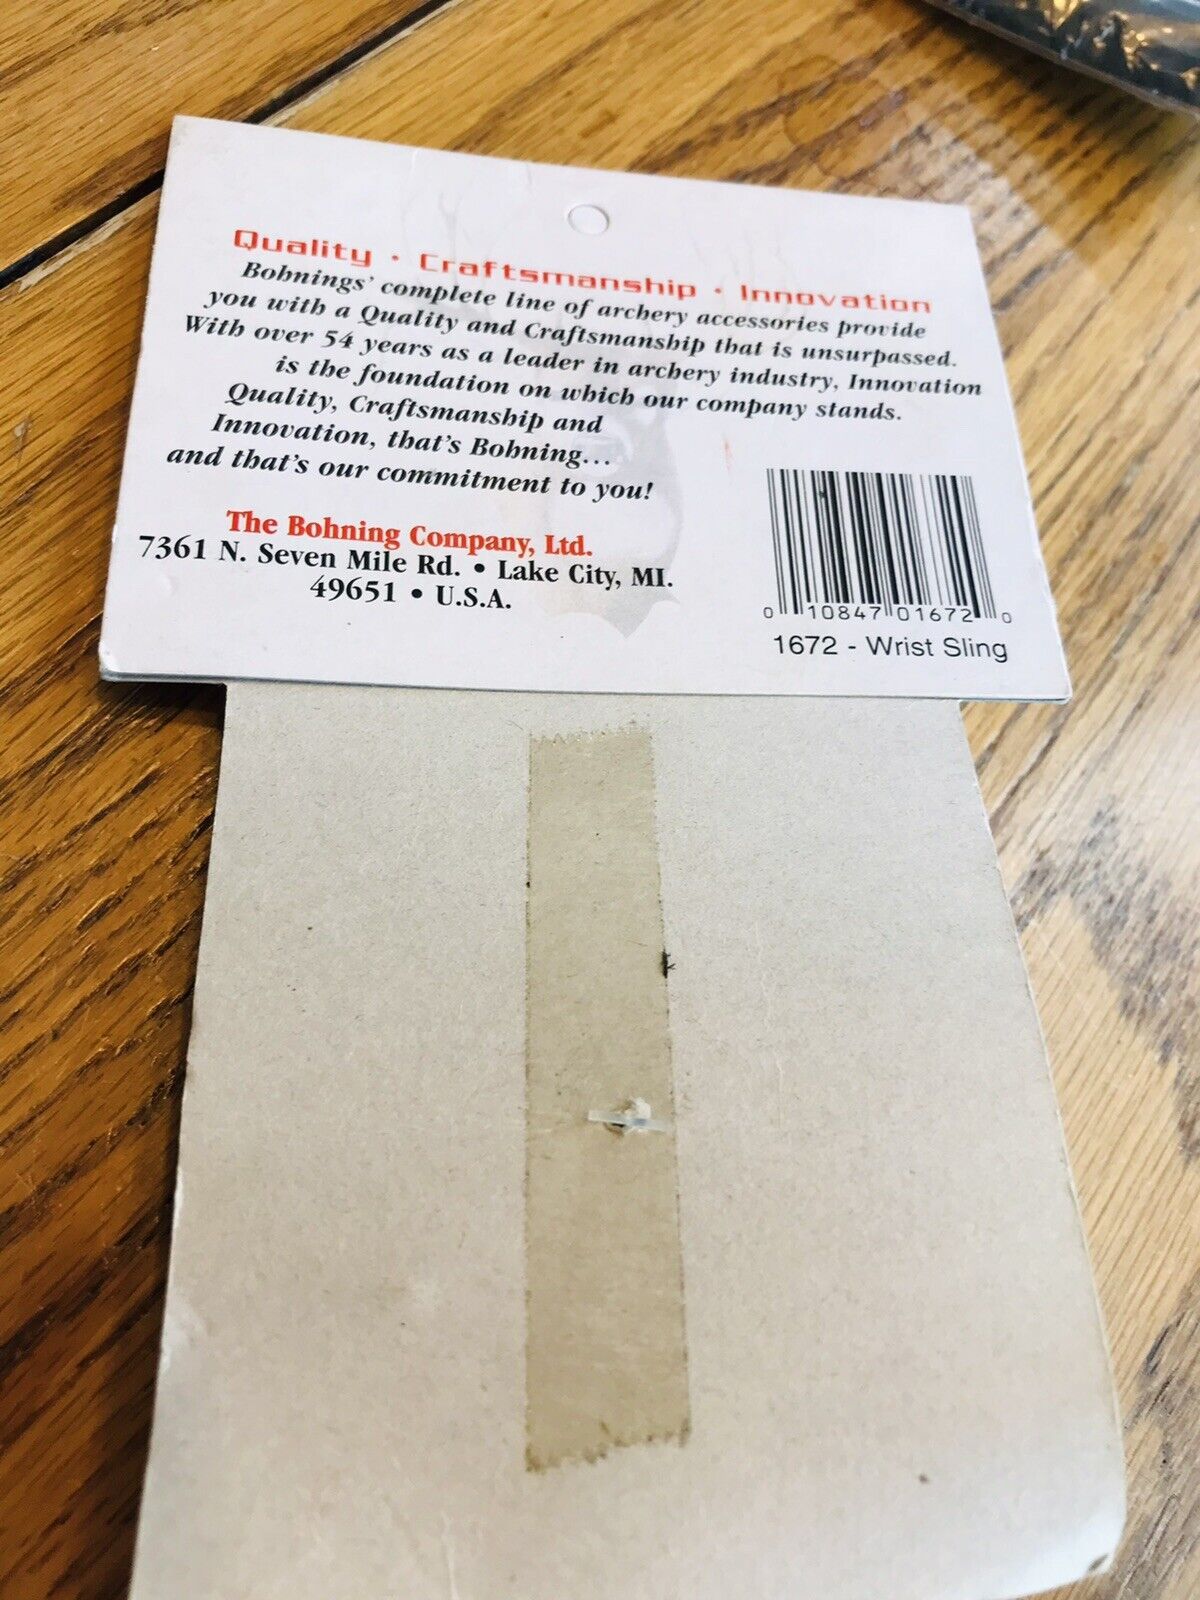 Quality • Craftsmanship • Innovation
Bohnings' complete line of archery accessories provide
you with a Quality and Craftsmanship that is unsurpassed.
With over 54 years as a leader in archery industry, Innovation
is the foundation on which our company stands.
Quality, Craftsmanship and
Innovation, that's Bohning...
and that's our commitment to you!
The Bohning Company, Ltd.
7361 N. Seven Mile Rd. • Lake City, MI.
49651 • U.S.A.
0 10847 01672 0
1672 - Wrist Sling